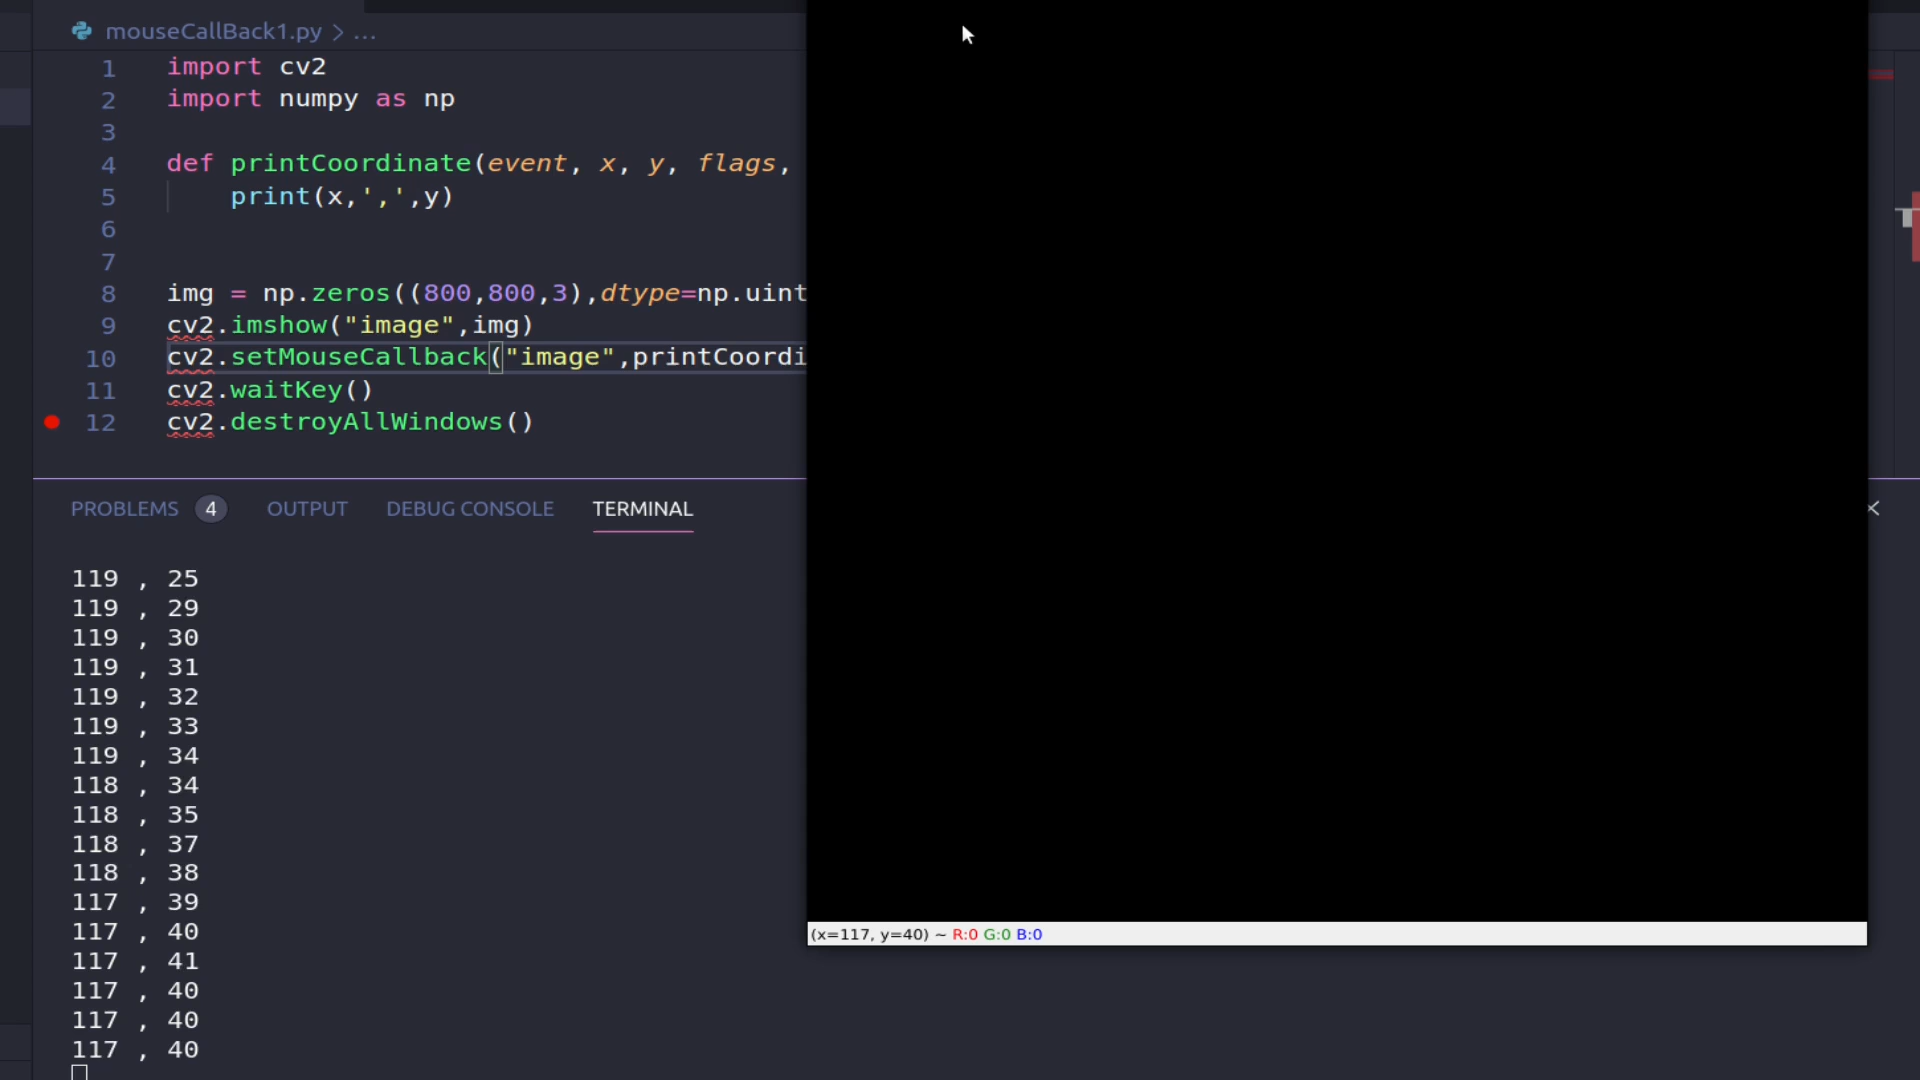 mouseCallBack1.py > ...
1 import cv2
2 import numpy as np
3
4 def printCoordinate(event, x, y, flags,
5 print(x,',',y)
6
7
8 img = np.zeros((800,800,3),dtype=np.uint
9 cv2.imshow("image",img)
10 cv2.setMouseCallback("image",printCoordi
11 cv2.waitKey()
12 cv2.destroyAllWindows()
PROBLEMS 4 OUTPUT DEBUG CONSOLE TERMINAL
119 , 25
119 , 29
119 , 30
119 , 31
119 , 32
119 , 33
119 , 34
118 , 34
118 , 35
118 , 37
118 , 38
117 , 39
117 , 40
117 , 41
117 , 40
117 , 40
117 , 40
(x=117, y=40) ~ R:0 G:0 B:0